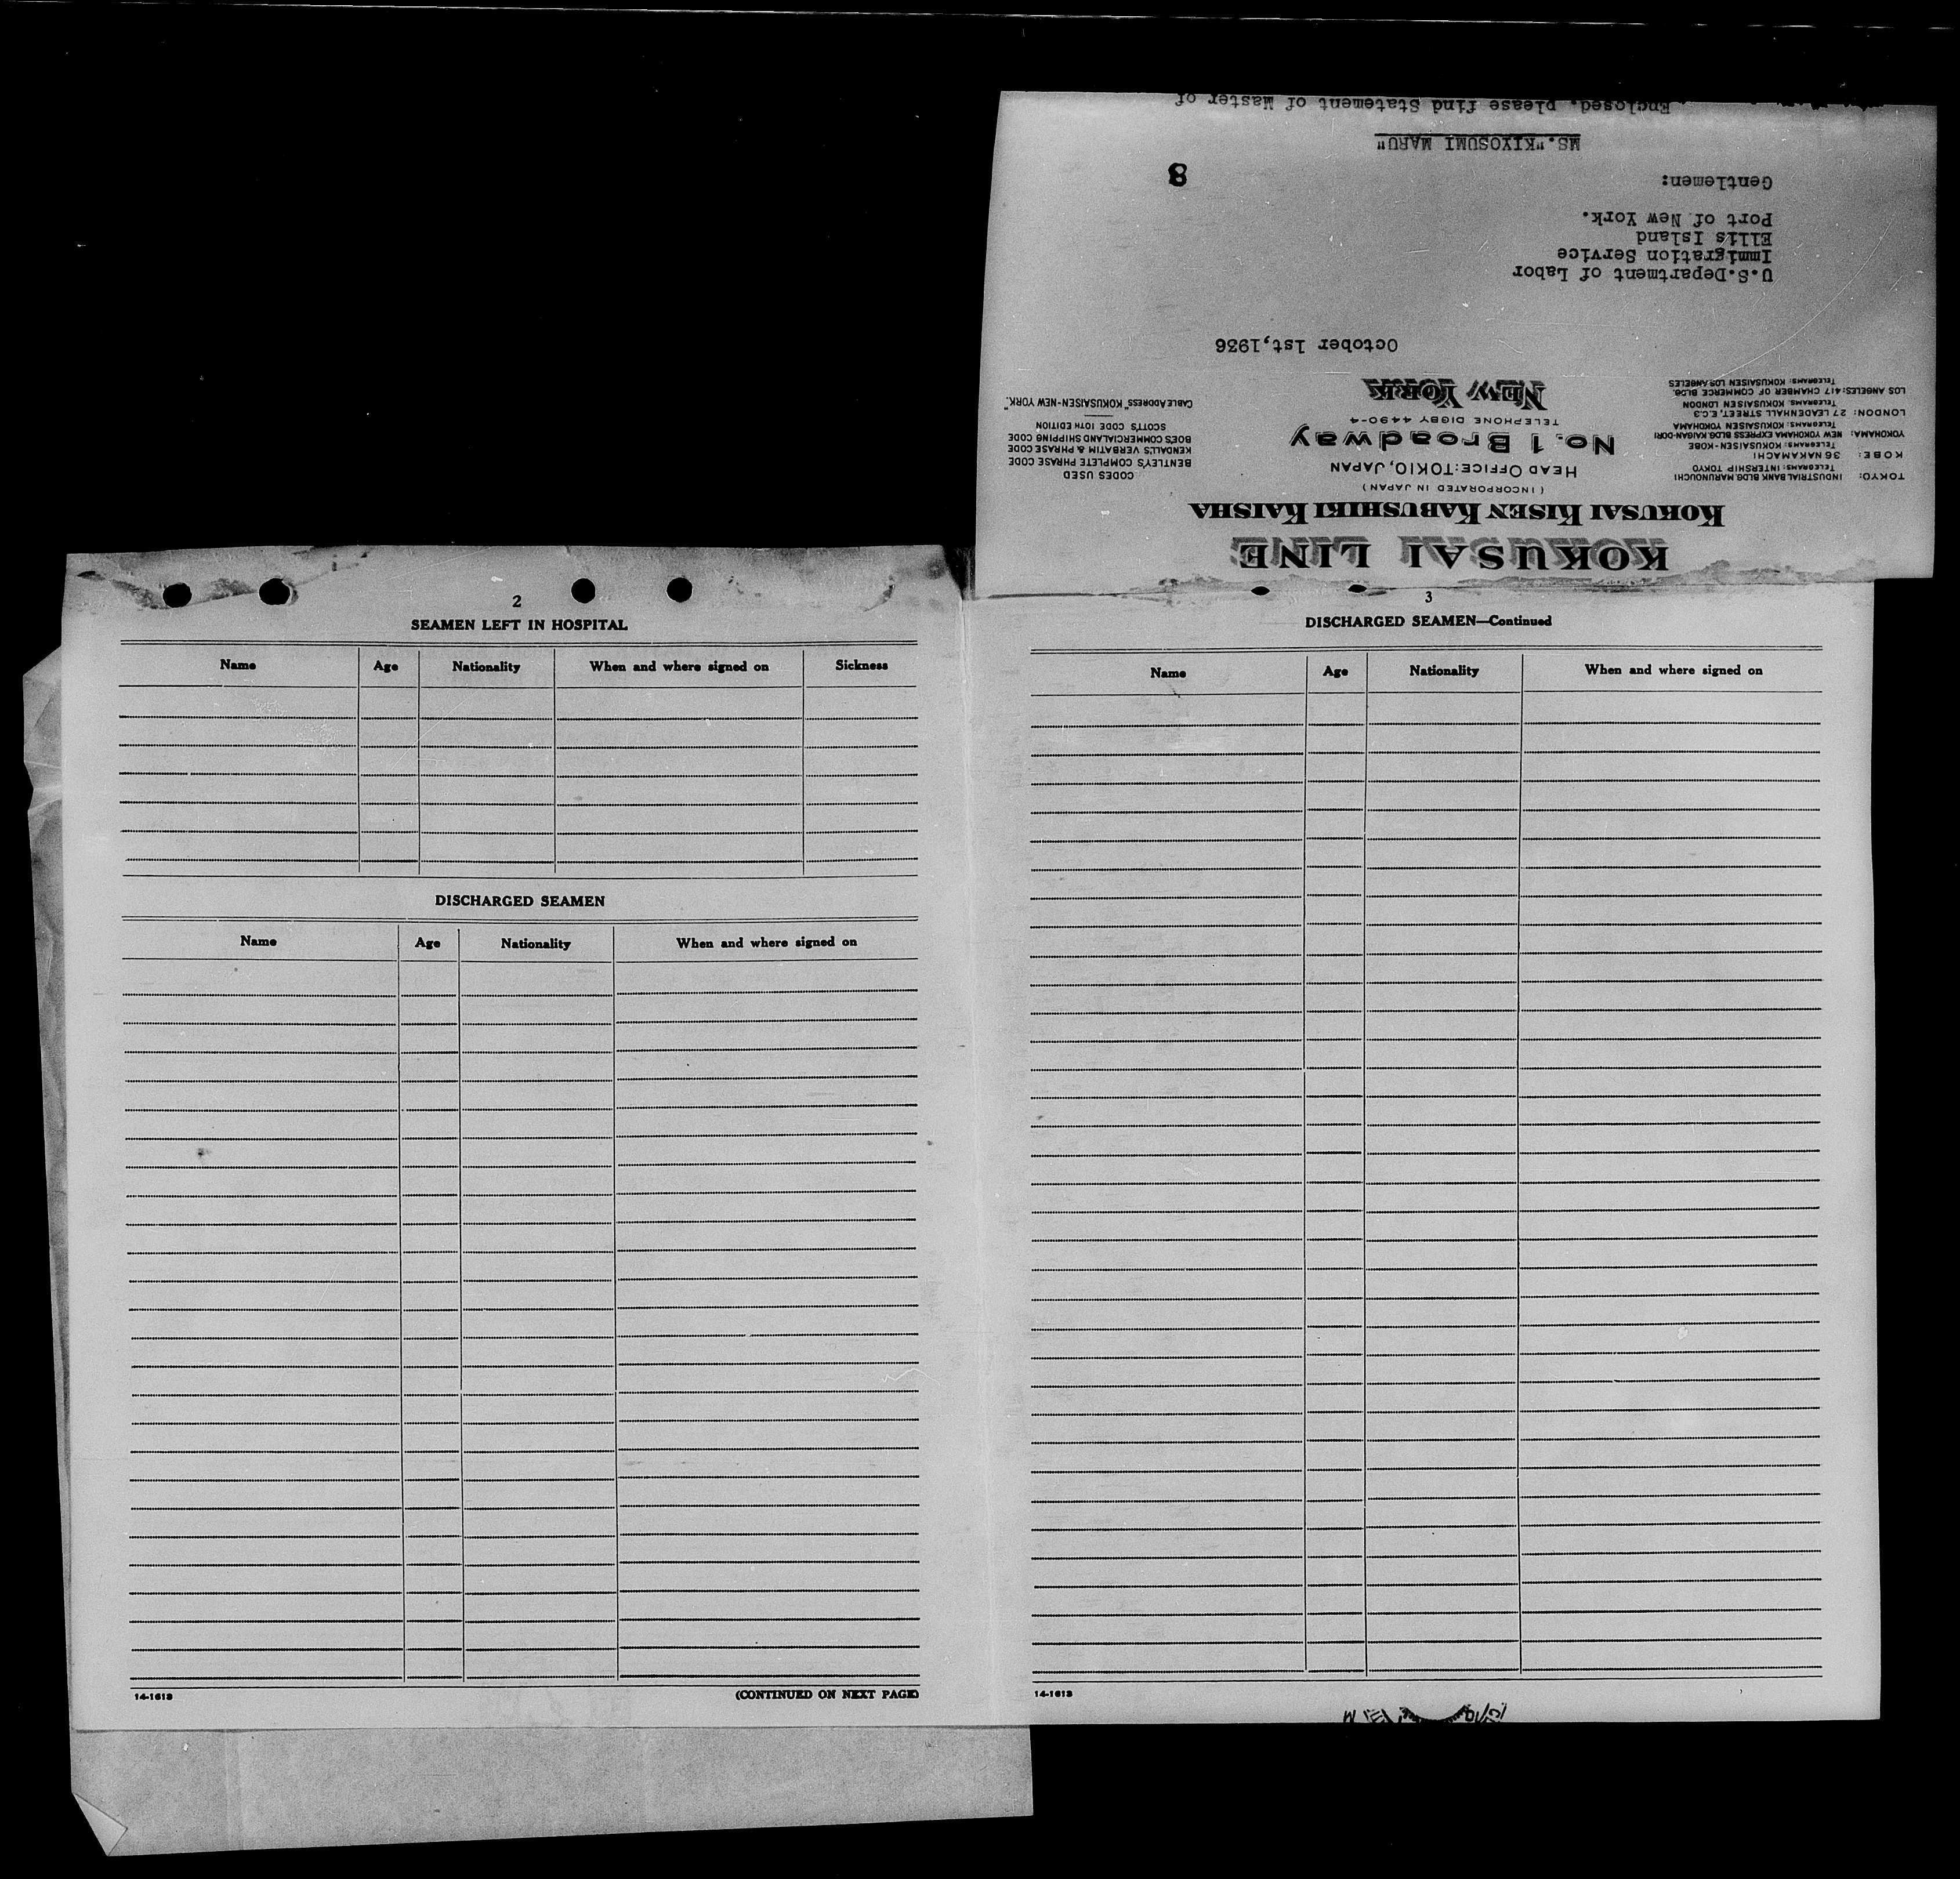 KOKUSAI LINE
KOKUSAI KISEN KABUSHIKI KAISHA
(INCORPORATED IN JAPAN)
HEAD OFFICE: TOKIO, JAPAN
No. 1 Broadway
TELEPHONE DIGBY 4490-4
NEW YORK
TOKYO: INDUSTRIAL BANK BLDG. MARUNOUCHI
TELEGRAMS: INTERSHIP TOKYO
KOBE: 36 NAKAMACHI
TELEGRAMS: KOKUSAISEN-KOBE
YOKOHAMA: NEW YOKOHAMA EXPRESS BLDG. KAIGAN-DORI
TELEGRAMS: KOKUSAISEN YOKOHAMA
LONDON: 27 LEADENHALL STREET, E.C.3
TELEGRAMS: KOKUSAISEN LONDON
LOS ANGELES: 417 CHAMBER OF COMMERCE BLDG.
TELEGRAMS: KOKUSAISEN LOS ANGELES
CODES USED
BENTLEY'S COMPLETE PHRASE CODE
KENDALL'S VERBATIM & PHRASE CODE
BOE'S COMMERCIAL AND SHIPPING CODE
SCOTT'S CODE 10TH EDITION
CABLE ADDRESS "KOKUSAISEN-NEW YORK."
October 1st,1936
U.S.Department of Labor
Immigration Service
Ellis Island
Port of New York.
Gentlemen:
8
MS."KIYOSUMI MARU"
Enclosed, please find Statement of Master of
2
SEAMEN LEFT IN HOSPITAL
Name Age Nationality When and where signed on Sickness
DISCHARGED SEAMEN
Name Age Nationality When and where signed on
14-1613 (CONTINUED ON NEXT PAGE)
3
DISCHARGED SEAMEN—Continued
Name Age Nationality When and where signed on
14-1613